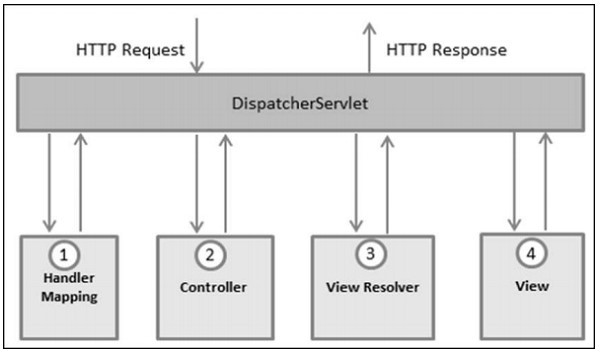 HTTP Request
HTTP Response
DispatcherServlet
1
Handler
Mapping
2
Controller
3
View Resolver
4
View